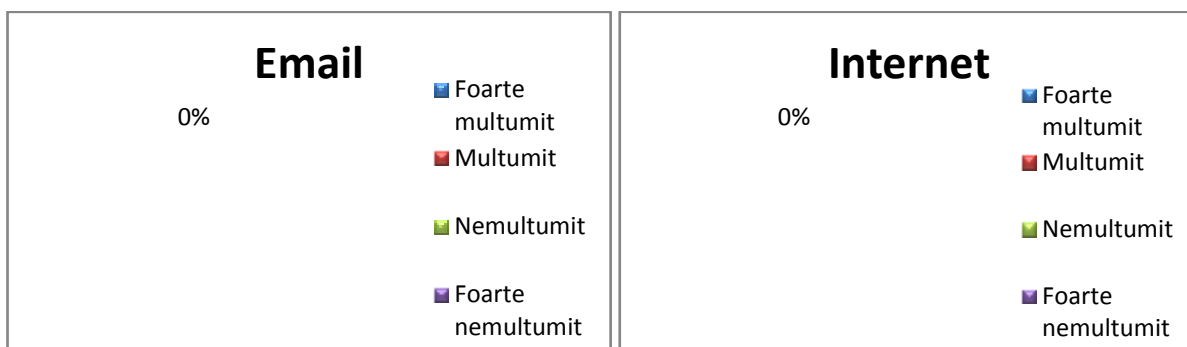 Email
0%
Foarte
multumit
Multumit
Nemultumit
Foarte
nemultumit
Internet
0%
Foarte
multumit
Multumit
Nemultumit
Foarte
nemultumit